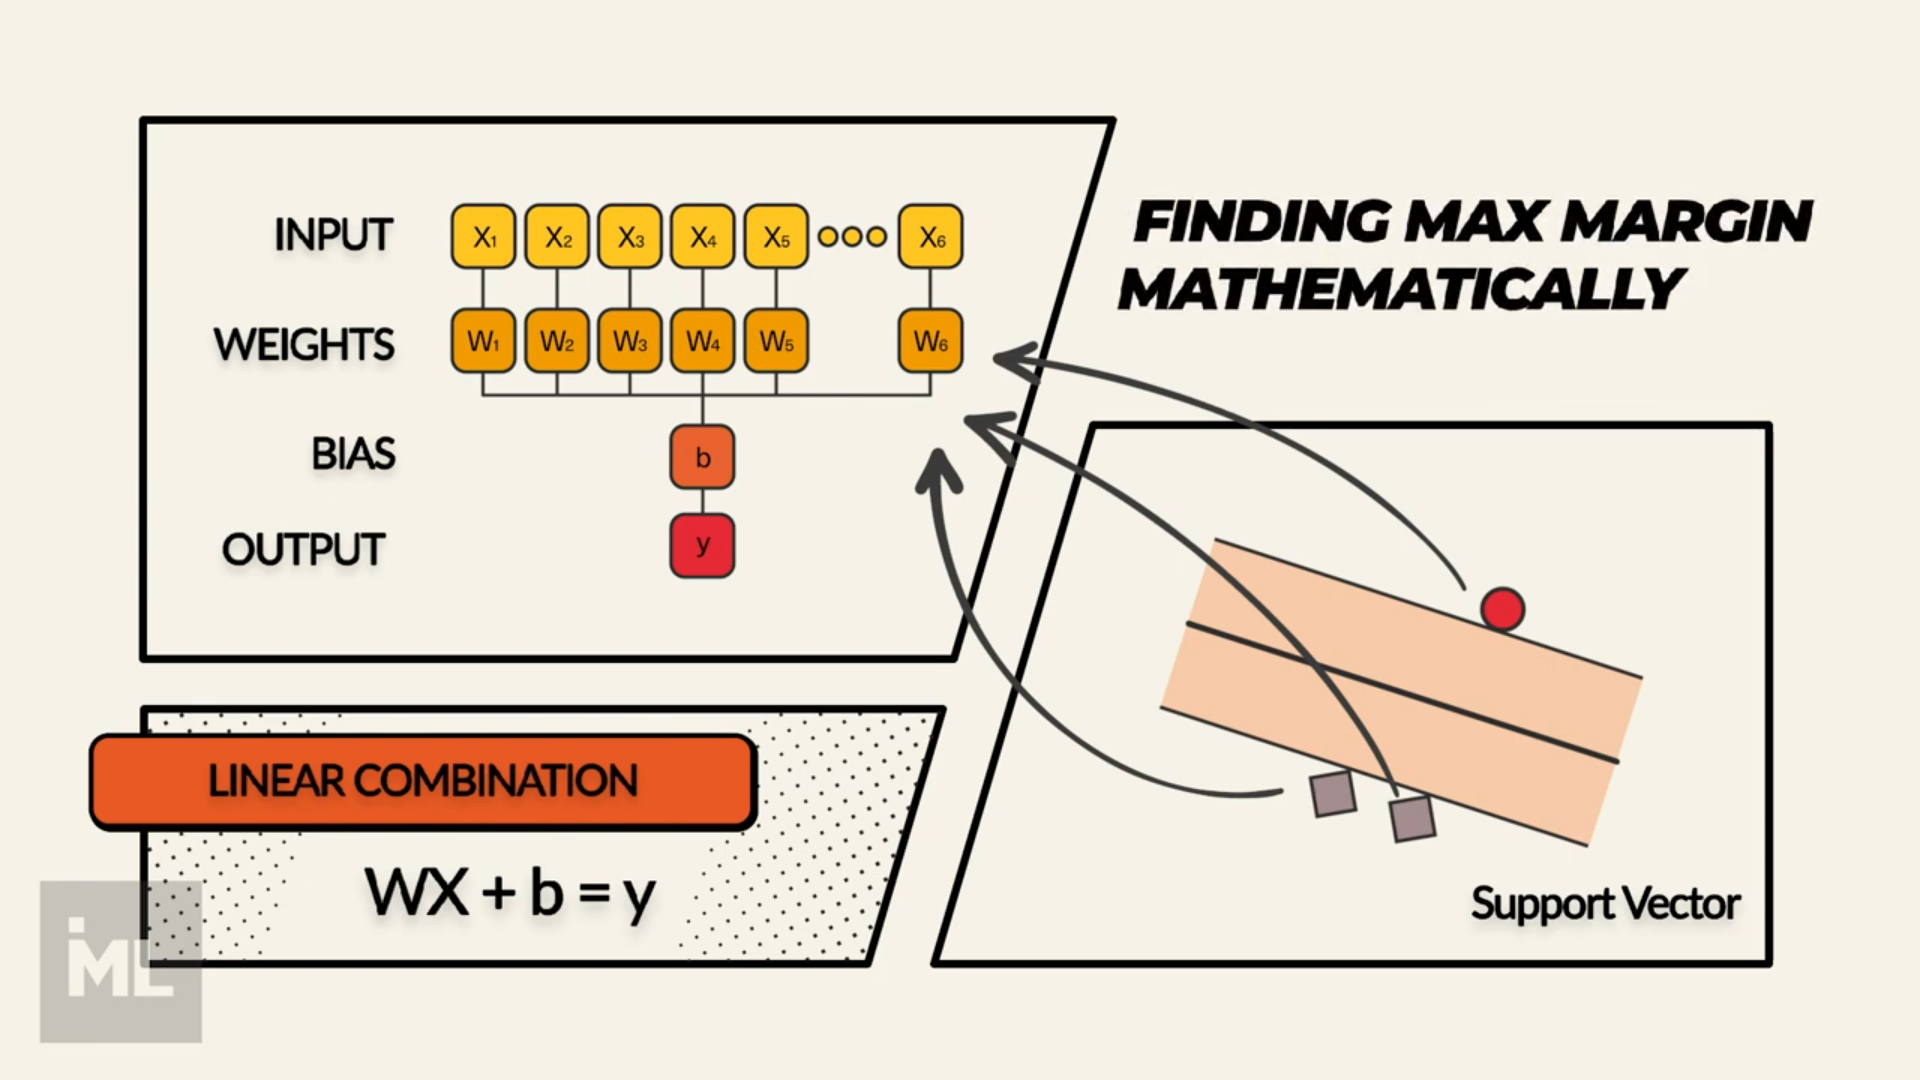 FINDING MAX MARGIN
MATHEMATICALLY
INPUT X₁ X₂ X₃ X₄ X₅ X₆
WEIGHTS W₁ W₂ W₃ W₄ W₅ W₆
BIAS b
OUTPUT y
LINEAR COMBINATION
WX + b = y
Support Vector
iML